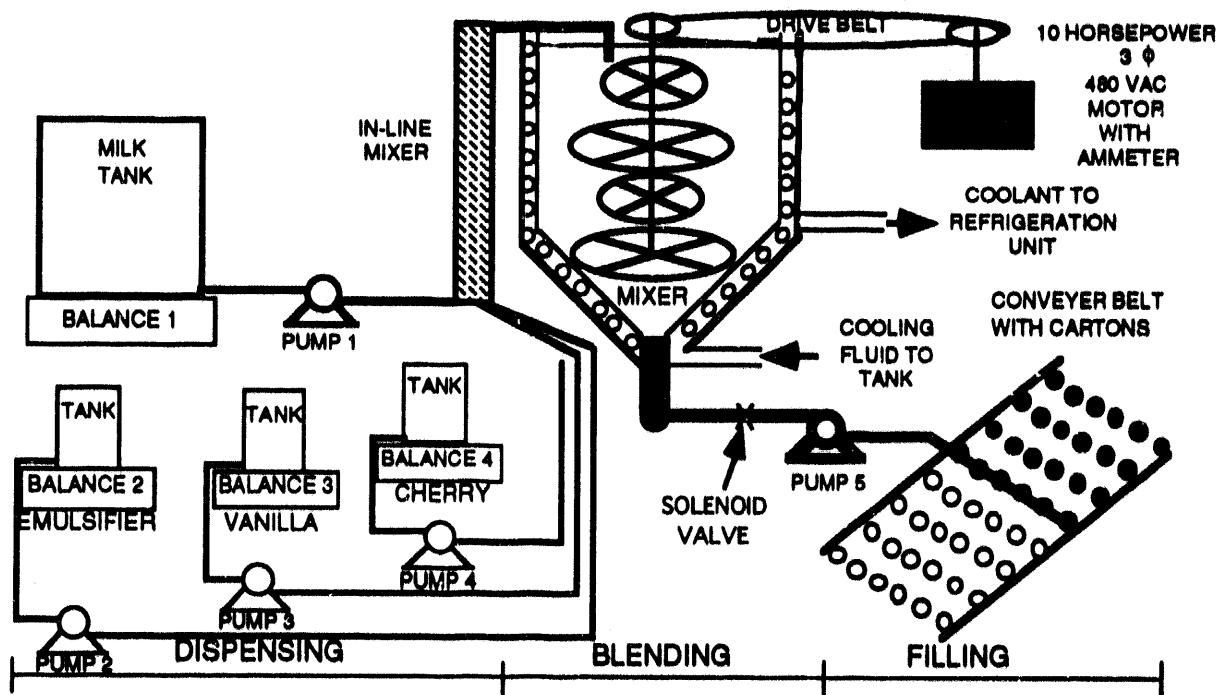 DRIVE BELT
10 HORSEPOWER
3 ϕ
480 VAC
MOTOR
WITH
AMMETER
IN-LINE
MIXER
MILK
TANK
COOLANT TO
REFRIGERATION
UNIT
MIXER
BALANCE 1
PUMP 1
CONVEYER BELT
WITH CARTONS
COOLING
FLUID TO
TANK
TANK
TANK
TANK
BALANCE 4
CHERRY
BALANCE 2
EMULSIFIER
BALANCE 3
VANILLA
PUMP 5
SOLENOID
VALVE
PUMP 4
PUMP 3
PUMP 2
DISPENSING
BLENDING
FILLING